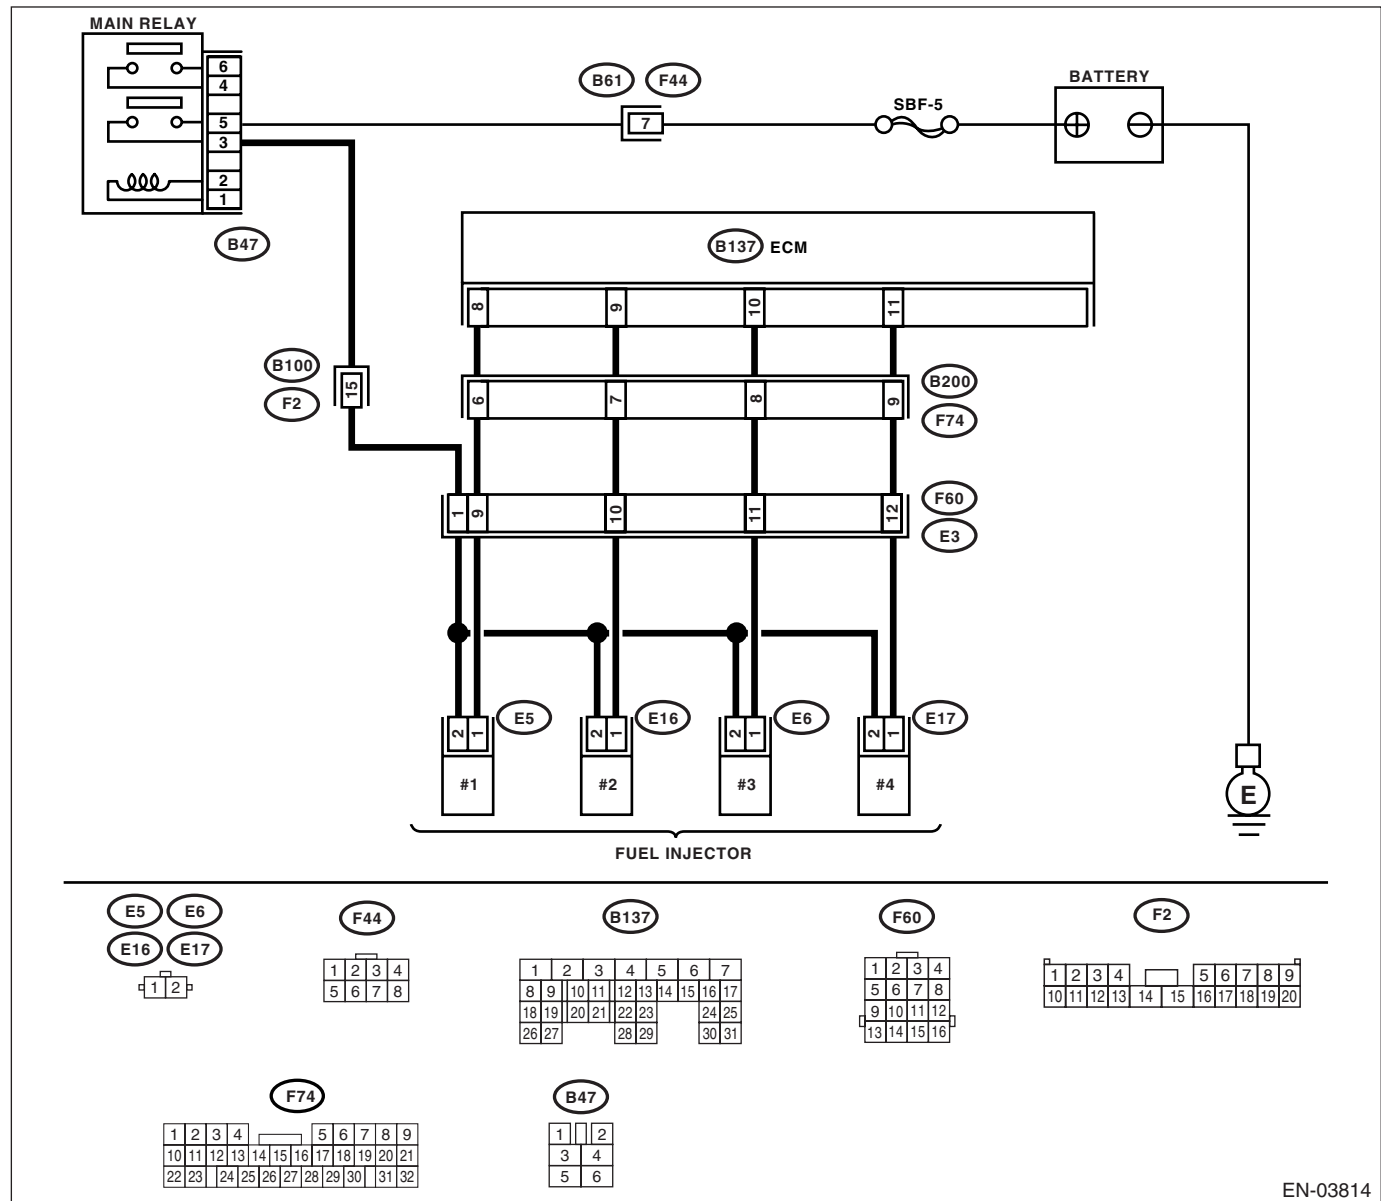 MAIN RELAY
6
4
5
3
2
1
B47
B61 F44
7
SBF-5
BATTERY
B137 ECM
8 9 10 11
B100
F2
15
B200
F74
6 7 8 9
F60
E3
1 9 10 11 12
E5 E16 E6 E17
2 1 2 1 2 1 2 1
#1 #2 #3 #4
FUEL INJECTOR
E
E5 E6
E16 E17
1 2
F44
1 2 3 4
5 6 7 8
B137
1 2 3 4 5 6 7
8 9 10 11 12 13 14 15 16 17
18 19 20 21 22 23 24 25
26 27 28 29 30 31
F60
1 2 3 4
5 6 7 8
9 10 11 12
13 14 15 16
F2
1 2 3 4 5 6 7 8 9
10 11 12 13 14 15 16 17 18 19 20
F74
1 2 3 4 5 6 7 8 9
10 11 12 13 14 15 16 17 18 19 20 21
22 23 24 25 26 27 28 29 30 31 32
B47
1 2
3 4
5 6
EN-03814